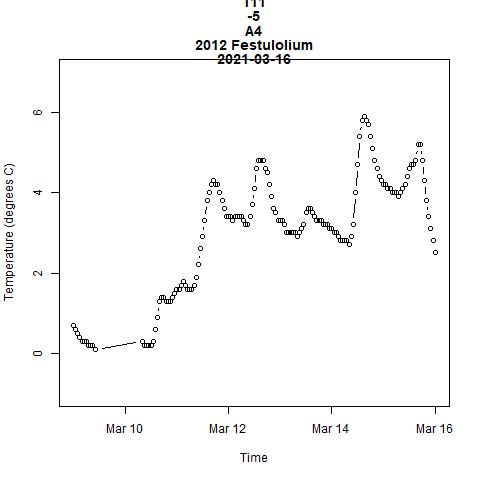 T11
-5
A4
2012 Festulolium
2021-03-16
Temperature (degrees C)
6
4
2
0
Mar 10 Mar 12 Mar 14 Mar 16
Time